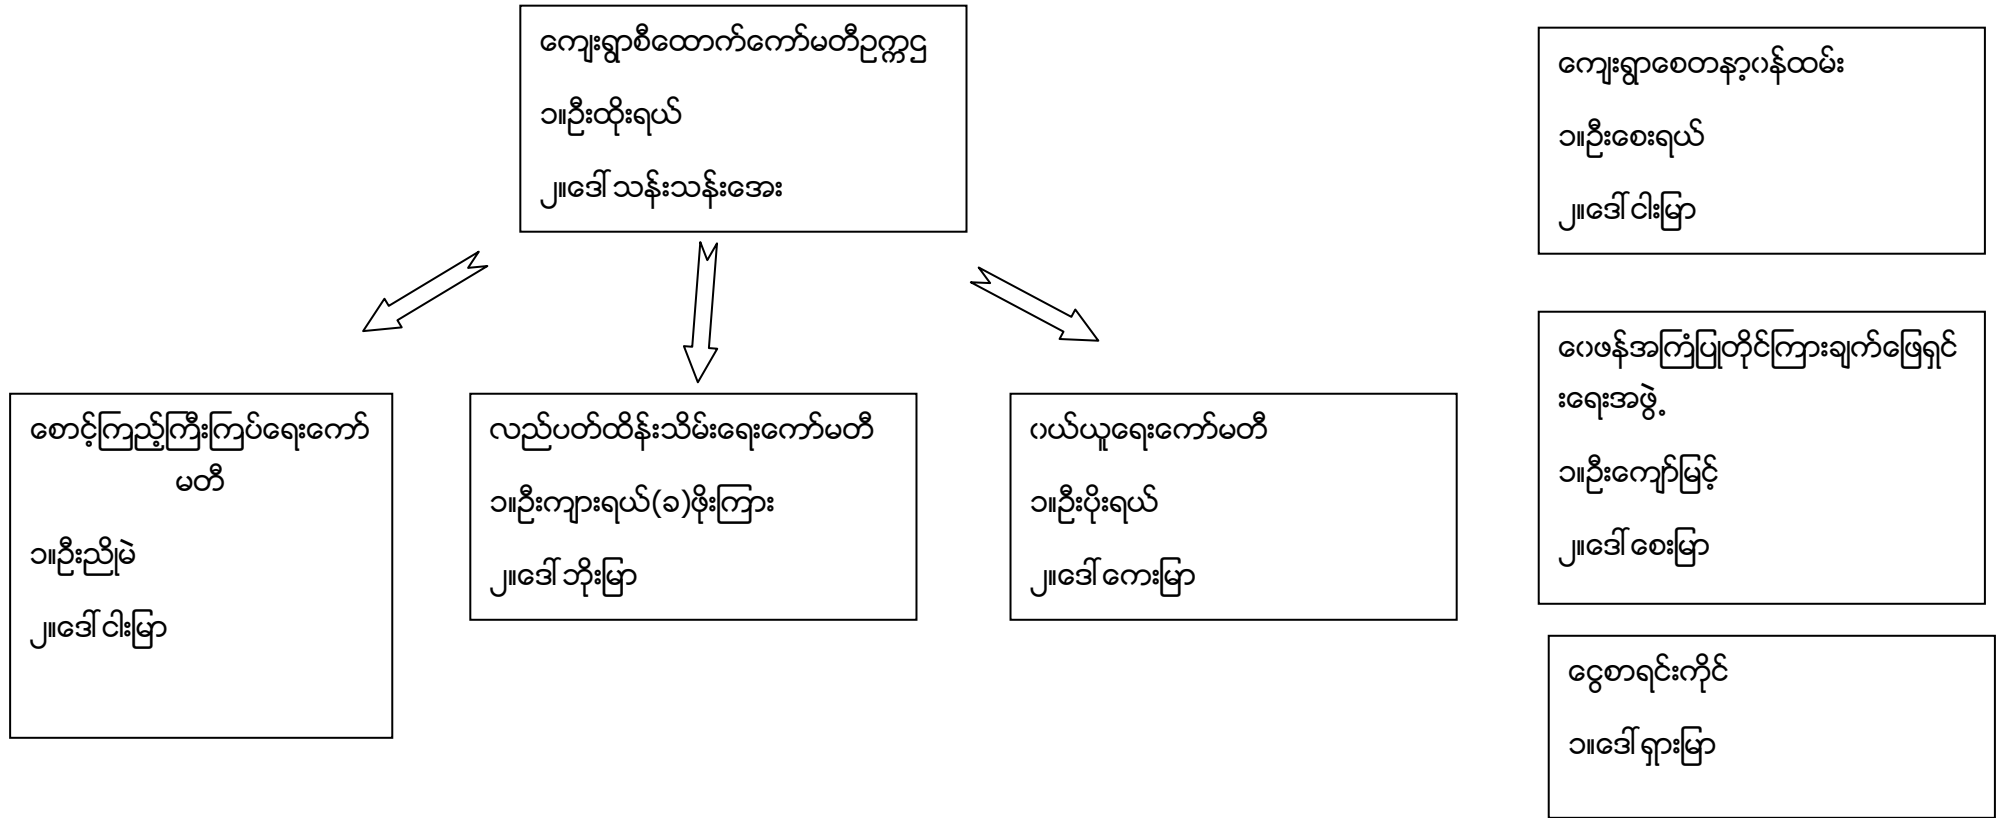 ကျေးရွာစီထောက်ကော်မတီဥက္ကဌ
၁။ဦးထိုးရယ်
၂။ဒေါ်သန်းသန်းအေး
ကျေးရွာစေတနာ့ဝန်ထမ်း
၁။ဦးစေးရယ်
၂။ဒေါ်ငါးမြာ
စောင့်ကြည့်ကြီးကြပ်ရေးကော်
မတီ
၁။ဦးညိုမဲ
၂။ဒေါ်ငါးမြာ
လည်ပတ်ထိန်းသိမ်းရေးကော်မတီ
၁။ဦးကျားရယ်(ခ)ဖိုးကြား
၂။ဒေါ်ဘိုးမြာ
ဝယ်ယူရေးကော်မတီ
၁။ဦးပိုးရယ်
၂။ဒေါ်ကေးမြာ
ဝေဖန်အကြံပြုတိုင်ကြားချက်ဖြေရှင်
းရေးအဖွဲ့
၁။ဦးကျော်မြင့်
၂။ဒေါ်စေးမြာ
ငွေစာရင်းကိုင်
၁။ဒေါ်ရှားမြာ